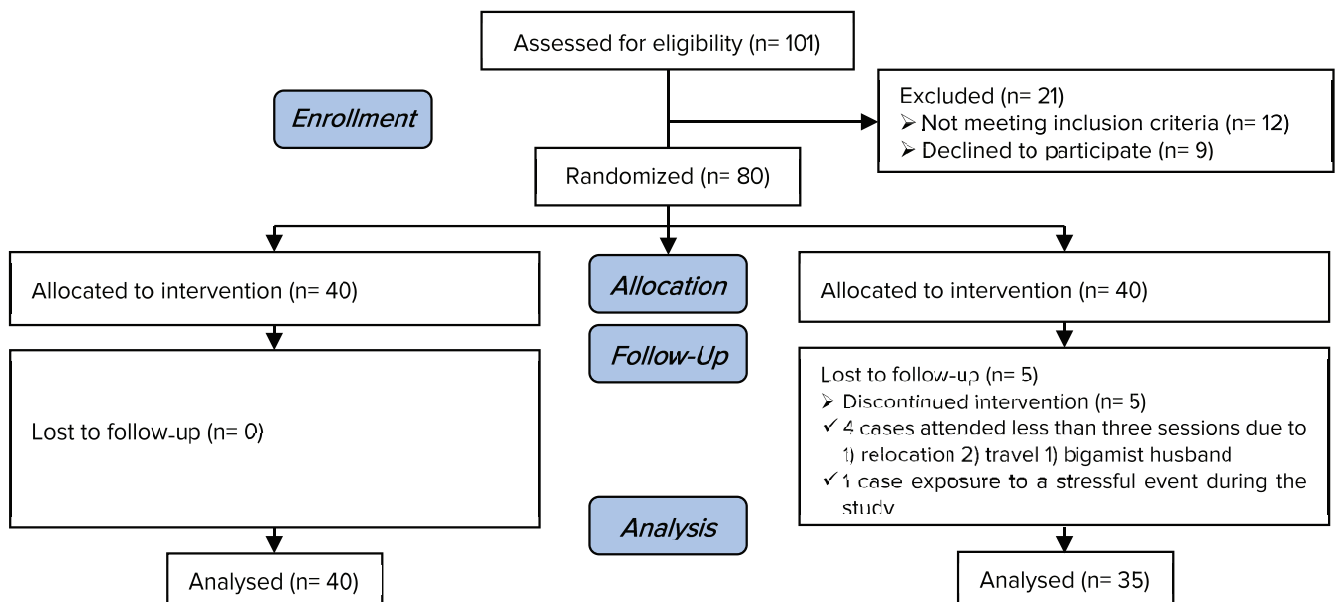 Assessed for eligibility (n= 101)
Enrollment
Excluded (n= 21)
➢ Not meeting inclusion criteria (n= 12)
➢ Declined to participate (n= 9)
Randomized (n= 80)
Allocated to intervention (n= 40)
Allocation
Allocated to intervention (n= 40)
Follow-Up
Lost to follow-up (n= 0)
Lost to follow-up (n= 5)
➢ Discontinued intervention (n= 5)
✓ 4 cases attended less than three sessions due to
1) relocation 2) travel 1) bigamist husband
✓ 1 case exposure to a stressful event during the
study
Analysis
Analysed (n= 40)
Analysed (n= 35)